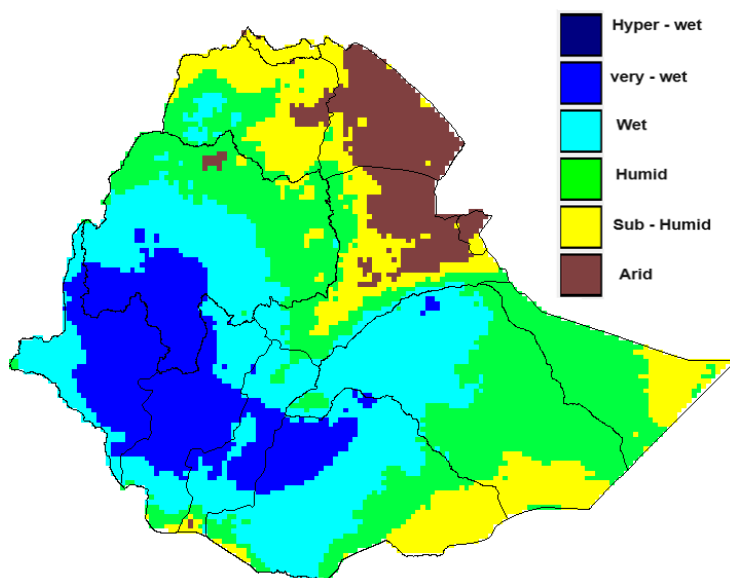 Hyper - wet
very - wet
Wet
Humid
Sub - Humid
Arid